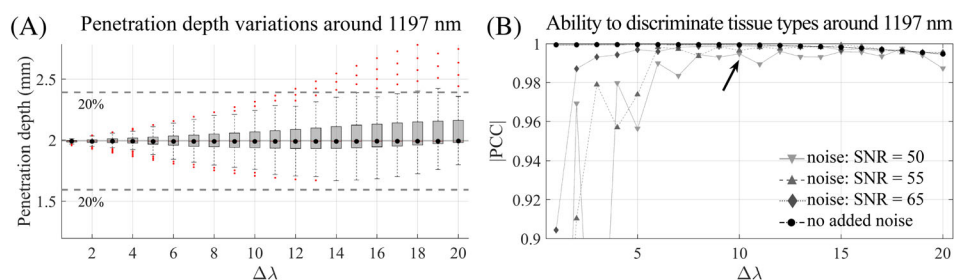 (A)
Penetration depth variations around 1197 nm
Penetration depth (mm)
2.5
2
1.5
20%
20%
2 4 6 8 10 12 14 16 18 20
Δλ
(B)
Ability to discriminate tissue types around 1197 nm
|PCC|
1
0.98
0.96
0.94
0.92
0.9
noise: SNR = 50
noise: SNR = 55
noise: SNR = 65
no added noise
5 10 15 20
Δλ